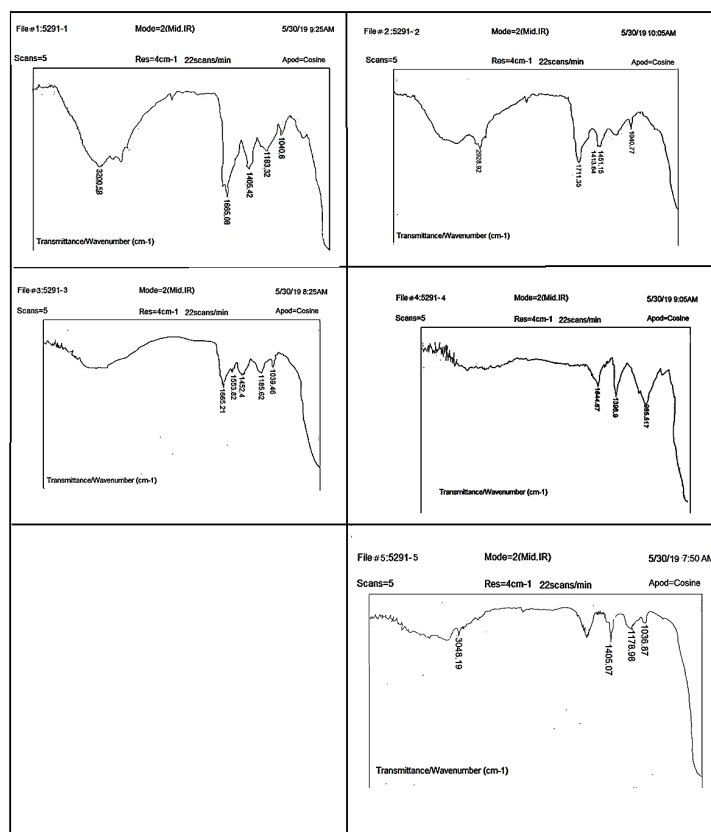 File#1:5291-1 Mode=2(Mid.IR) 5/30/19 9:25AM
Scans=5 Res=4cm-1 22scans/min Apod=Cosine
3200.59
1665.08
1405.42
1183.32
1040.6
Transmittance/Wavenumber (cm-1)
File#2:5291-2 Mode=2(Mid.IR) 5/30/19 10:05AM
Scans=5 Res=4cm-1 22scans/min Apod=Cosine
2928.92
1711.35
1413.64
1451.15
1040.77
Transmittance/Wavenumber (cm-1)
File#3:5291-3 Mode=2(Mid.IR) 5/30/19 8:25AM
Scans=5 Res=4cm-1 22scans/min Apod=Cosine
1665.21
1553.82
1452.4
1185.62
1039.46
Transmittance/Wavenumber (cm-1)
File#4:5291-4 Mode=2(Mid.IR) 5/30/19 9:05AM
Scans=5 Res=4cm-1 22scans/min Apod=Cosine
1644.67
1398.9
Transmittance/Wavenumber (cm-1)
File#5:5291-5 Mode=2(Mid.IR) 5/30/19 7:50 AM
Scans=5 Res=4cm-1 22scans/min Apod=Cosine
3048.19
1405.07
1178.98
1036.87
Transmittance/Wavenumber (cm-1)